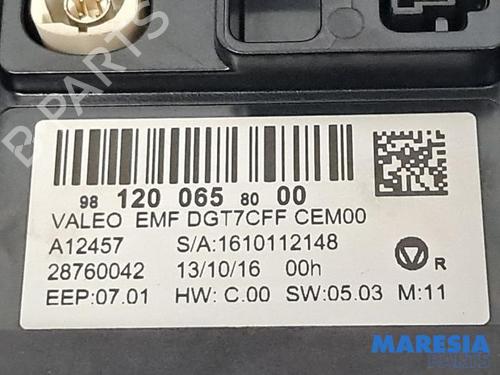 98 120 065 80 00
VALEO EMF DGT7CFF CEM00
A12457 S/A:1610112148
28760042 13/10/16 00h
R
EEP:07.01 HW: C.00 SW:05.03 M:11
B PARTS
MARESIA
PARTS